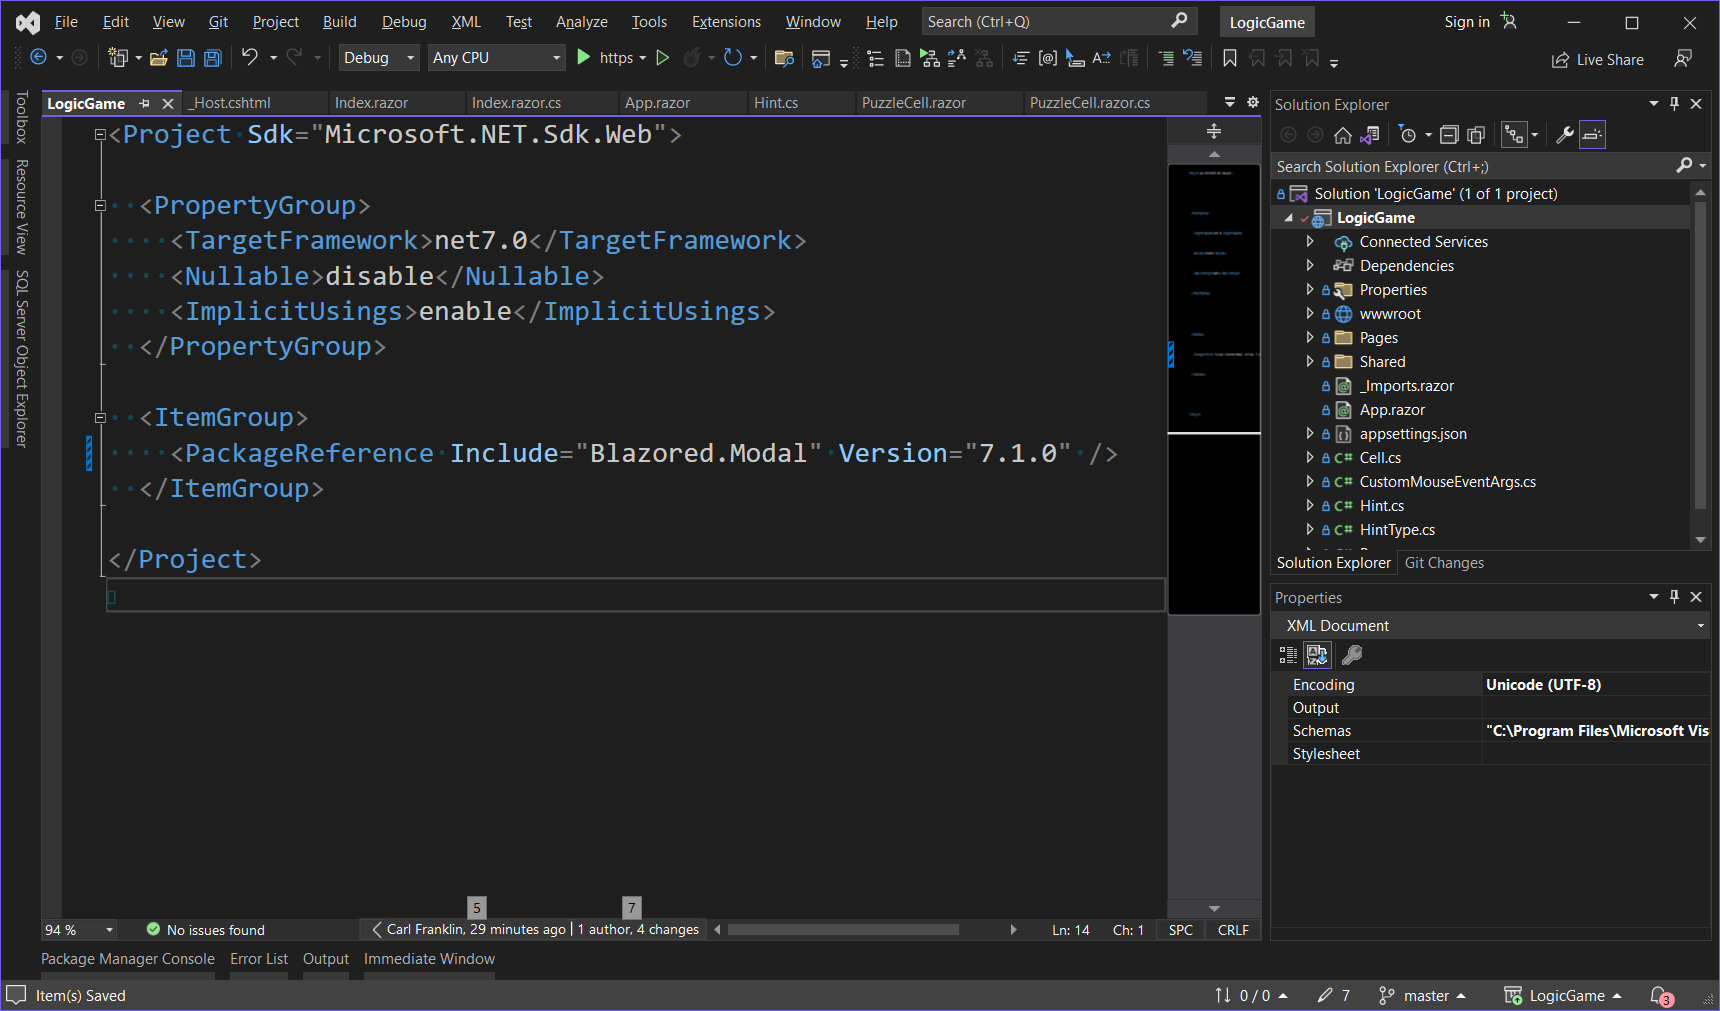 File Edit View Git Project Build Debug XML Test Analyze Tools Extensions Window Help Search (Ctrl+Q) LogicGame Sign in
Debug Any CPU https Live Share
LogicGame _Host.cshtml Index.razor Index.razor.cs App.razor Hint.cs PuzzleCell.razor PuzzleCell.razor.cs
Toolbox
Resource View
SQL Server Object Explorer
<Project Sdk="Microsoft.NET.Sdk.Web">
<PropertyGroup>
<TargetFramework>net7.0</TargetFramework>
<Nullable>disable</Nullable>
<ImplicitUsings>enable</ImplicitUsings>
</PropertyGroup>
<ItemGroup>
<PackageReference Include="Blazored.Modal" Version="7.1.0" />
</ItemGroup>
</Project>
5 7
94 % No issues found Carl Franklin, 29 minutes ago | 1 author, 4 changes Ln: 14 Ch: 1 SPC CRLF
Solution Explorer
Search Solution Explorer (Ctrl+;)
Solution 'LogicGame' (1 of 1 project)
LogicGame
Connected Services
Dependencies
Properties
wwwroot
Pages
Shared
_Imports.razor
App.razor
appsettings.json
C# Cell.cs
C# CustomMouseEventArgs.cs
C# Hint.cs
C# HintType.cs
Solution Explorer Git Changes
Properties
XML Document
Encoding Unicode (UTF-8)
Output
Schemas "C:\Program Files\Microsoft Vis
Stylesheet
Package Manager Console Error List Output Immediate Window
Item(s) Saved 0 / 0 7 master LogicGame 3